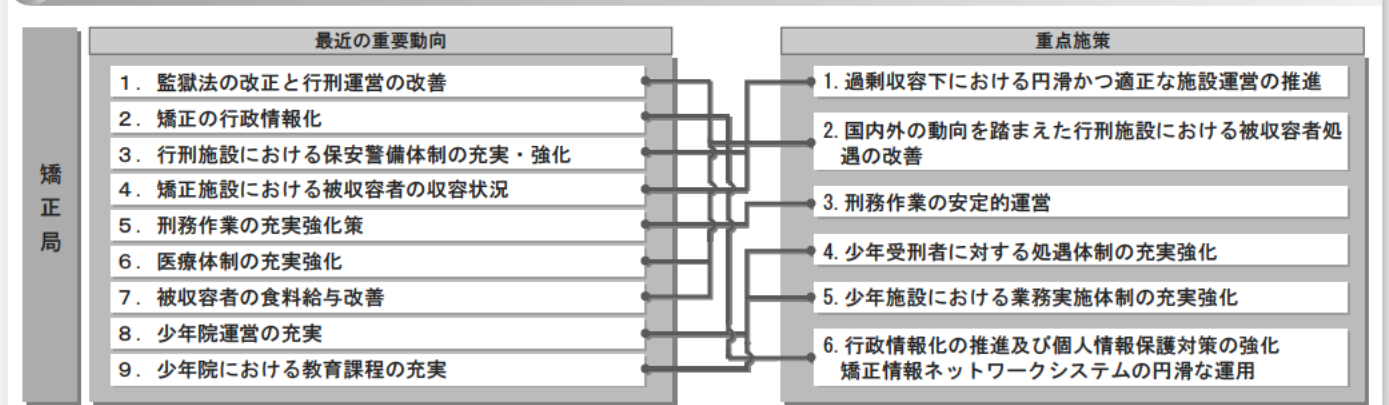 矯正局
最近の重要動向
1．監獄法の改正と行刑運営の改善
2．矯正の行政情報化
3．行刑施設における保安警備体制の充実・強化
4．矯正施設における被収容者の収容状況
5．刑務作業の充実強化策
6．医療体制の充実強化
7．被収容者の食料給与改善
8．少年院運営の充実
9．少年院における教育課程の充実
重点施策
1. 過剰収容下における円滑かつ適正な施設運営の推進
2. 国内外の動向を踏まえた行刑施設における被収容者処
遇の改善
3. 刑務作業の安定的運営
4. 少年受刑者に対する処遇体制の充実強化
5. 少年施設における業務実施体制の充実強化
6. 行政情報化の推進及び個人情報保護対策の強化
矯正情報ネットワークシステムの円滑な運用